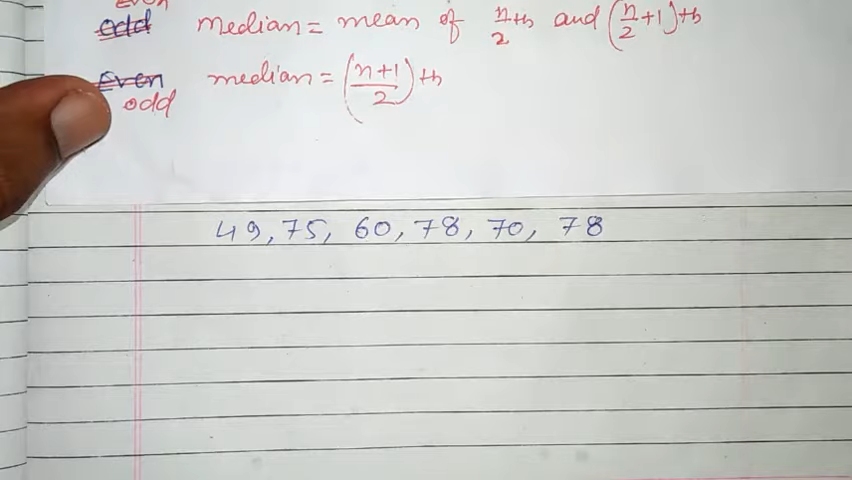 Even
odd median = mean of n/2 th and (n/2 + 1) th
Even median = (n+1/2) th
odd
49, 75, 60, 78, 70, 78